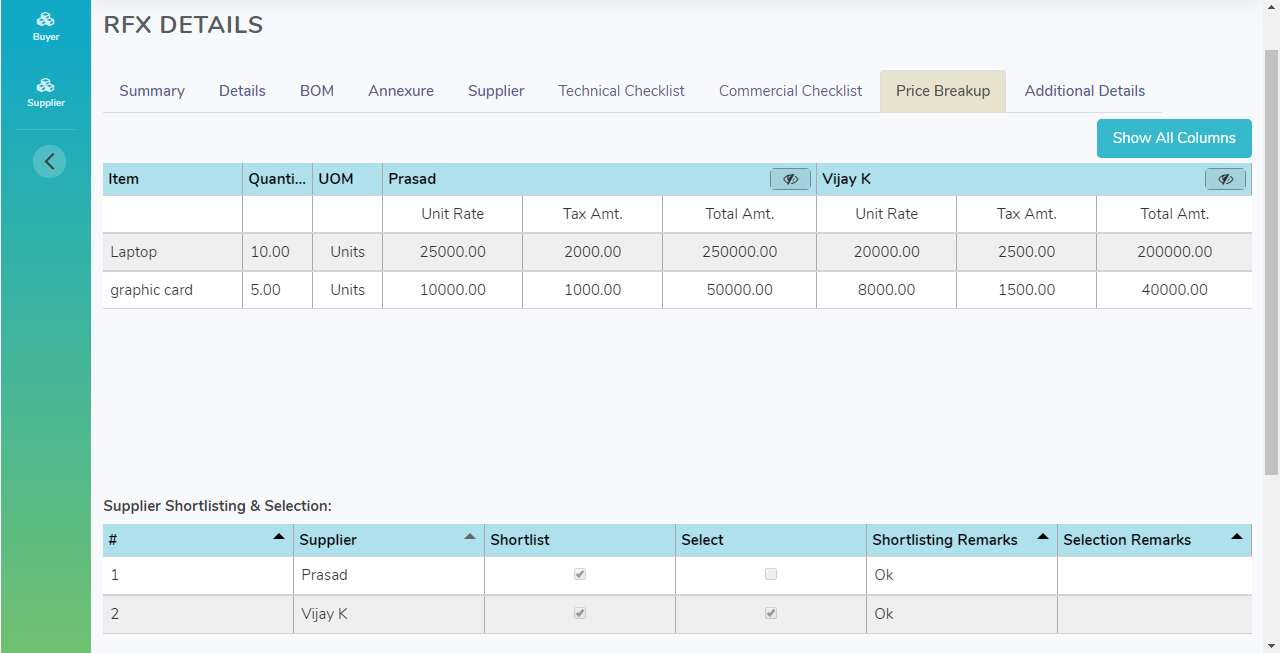 Buyer
Supplier
RFX DETAILS
Summary Details BOM Annexure Supplier Technical Checklist Commercial Checklist Price Breakup Additional Details
Show All Columns
Item Quanti... UOM Prasad Vijay K
Unit Rate Tax Amt. Total Amt. Unit Rate Tax Amt. Total Amt.
Laptop 10.00 Units 25000.00 2000.00 250000.00 20000.00 2500.00 200000.00
graphic card 5.00 Units 10000.00 1000.00 50000.00 8000.00 1500.00 40000.00
Supplier Shortlisting & Selection:
# Supplier Shortlist Select Shortlisting Remarks Selection Remarks
1 Prasad Ok
2 Vijay K Ok